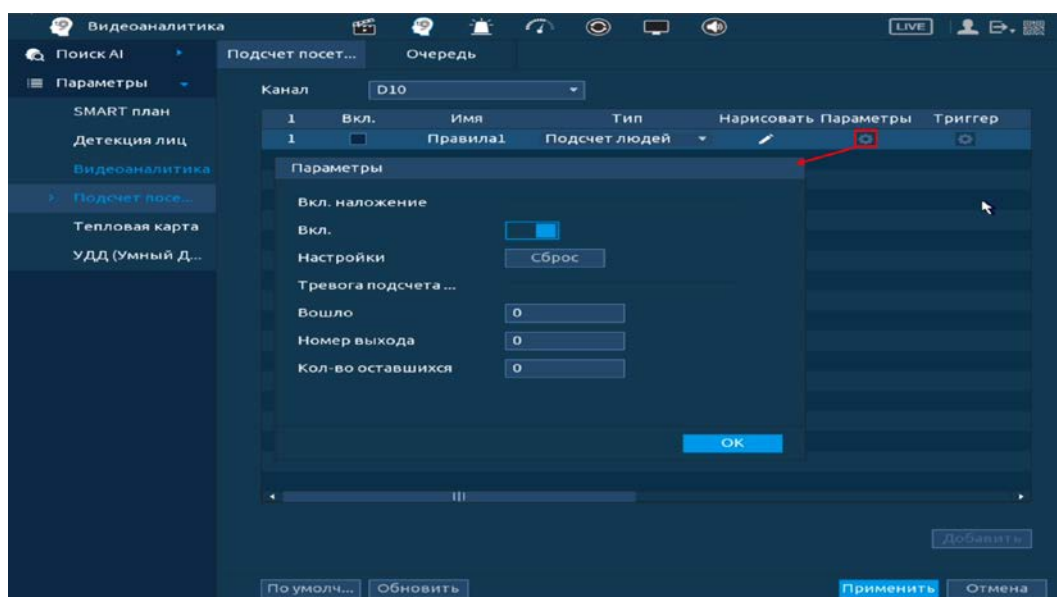 Видеоаналитика LIVE
Поиск AI
Параметры
SMART план
Детекция лиц
Видеоаналитика
Подсчет посе...
Тепловая карта
УДД (Умный Д...
Подсчет посет... Очередь
Канал D10
1 Вкл. Имя Тип Нарисовать Параметры Триггер
1 Правила1 Подсчет людей
Параметры
Вкл. наложение
Вкл.
Настройки Сброс
Тревога подсчета ...
Вошло 0
Номер выхода 0
Кол-во оставшихся 0
OK
Добавить
По умолч... Обновить Применить Отмена